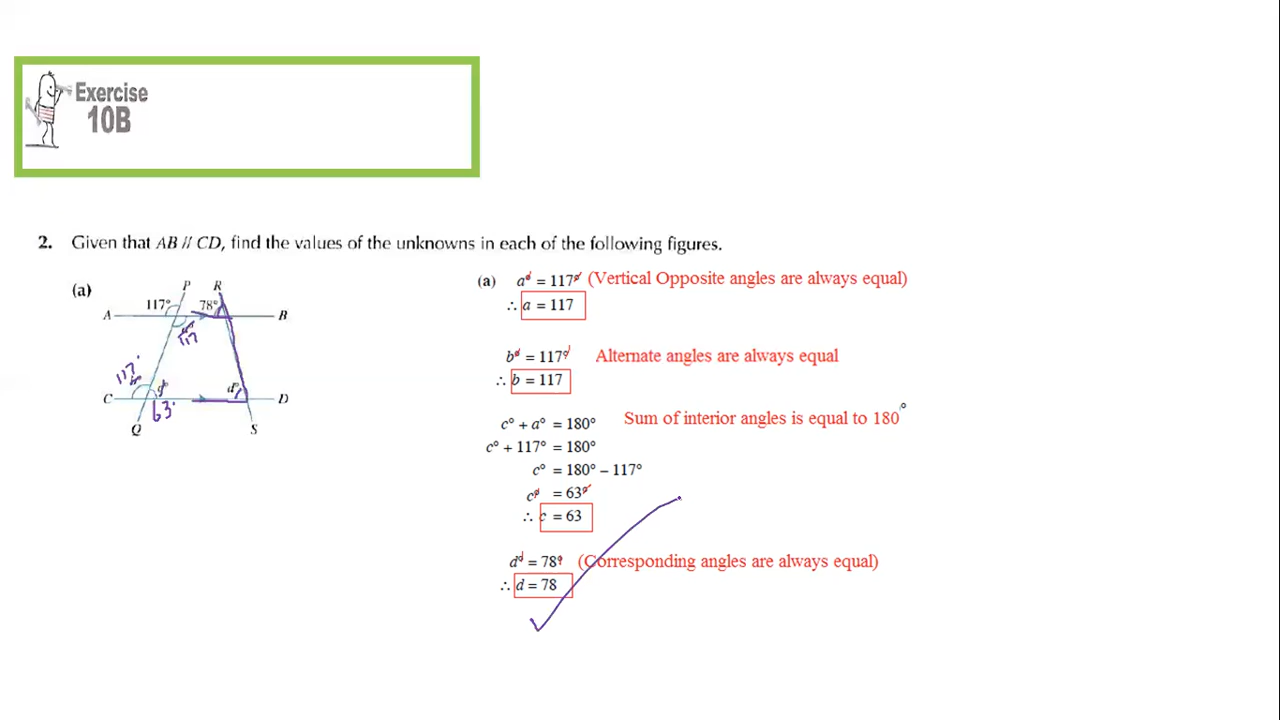 Exercise
10B
2. Given that AB // CD, find the values of the unknowns in each of the following figures.
(a)
P R
117° 78°
A B
117
117°
C d° D
63°
Q S
(a) a° = 117° (Vertical Opposite angles are always equal)
∴ a = 117
b° = 117° Alternate angles are always equal
∴ b = 117
c° + a° = 180° Sum of interior angles is equal to 180°
c° + 117° = 180°
c° = 180° – 117°
c° = 63°
∴ c = 63
d° = 78° (Corresponding angles are always equal)
∴ d = 78